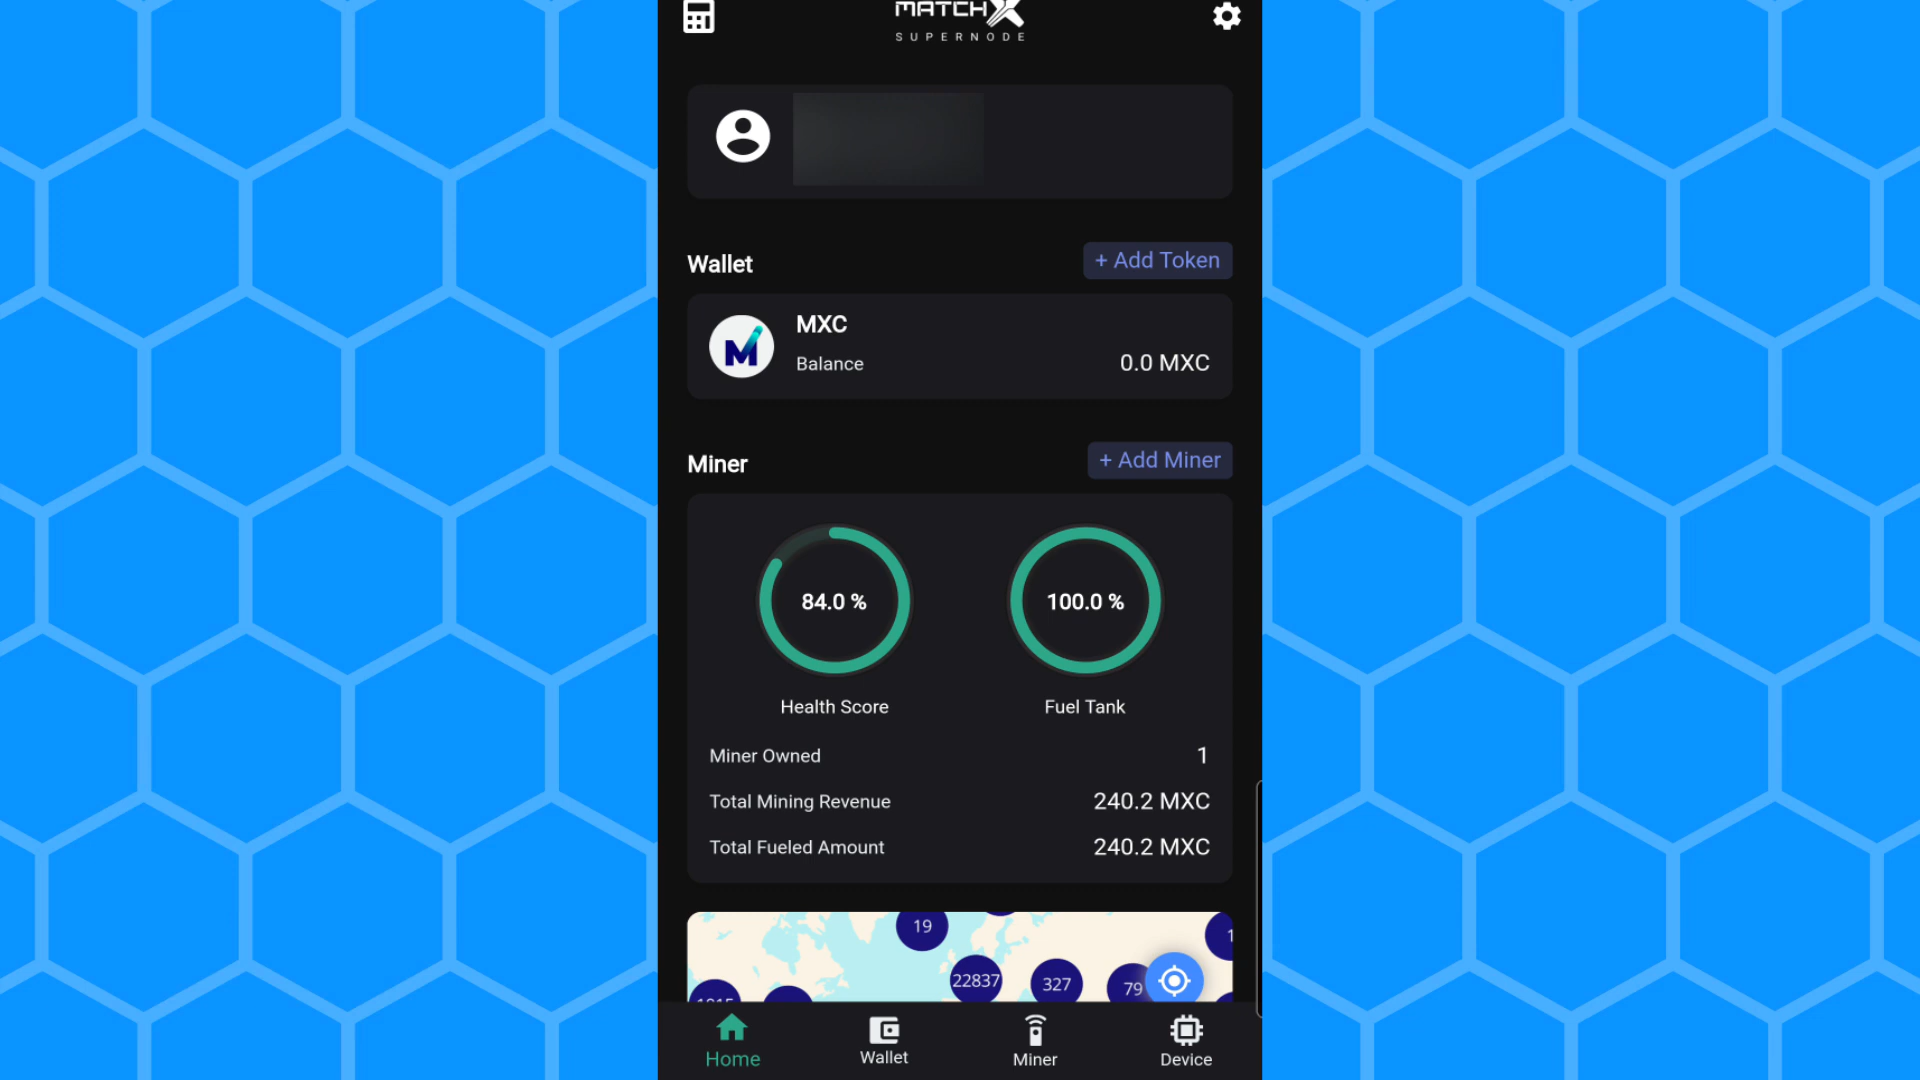 MATCHX
SUPERNODE
Wallet
+ Add Token
MXC
Balance
0.0 MXC
Miner
+ Add Miner
84.0 %
100.0 %
Health Score
Fuel Tank
Miner Owned
1
Total Mining Revenue
240.2 MXC
Total Fueled Amount
240.2 MXC
19
22837
327
79
Home
Wallet
Miner
Device